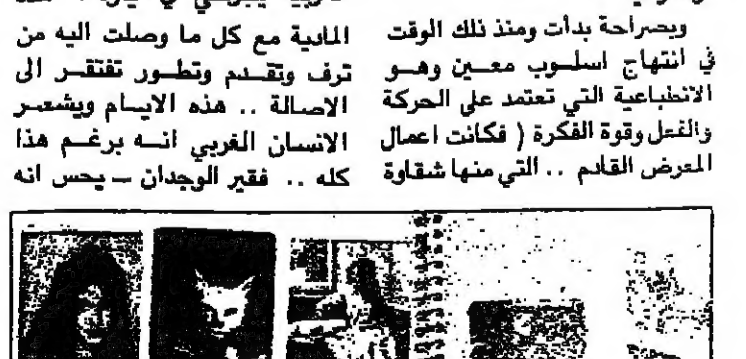 وبصراحة بدأت ومنذ ذلك الوقت
في انتهاج اسلوب معين وهو
الانطباعية التي تعتمد على الحركة
والفعل وقوة الفكرة ( فكانت اعمال
المعرض القادم .. التي منها شقاوة
المادية مع كل ما وصلت اليه من
ترف وتقدم وتطور تفتقر الى
الاصالة .. هذه الايام ويشعر
الانسان الغربي انه برغم هذا
كله .. فقير الوجدان ــ يحس انه